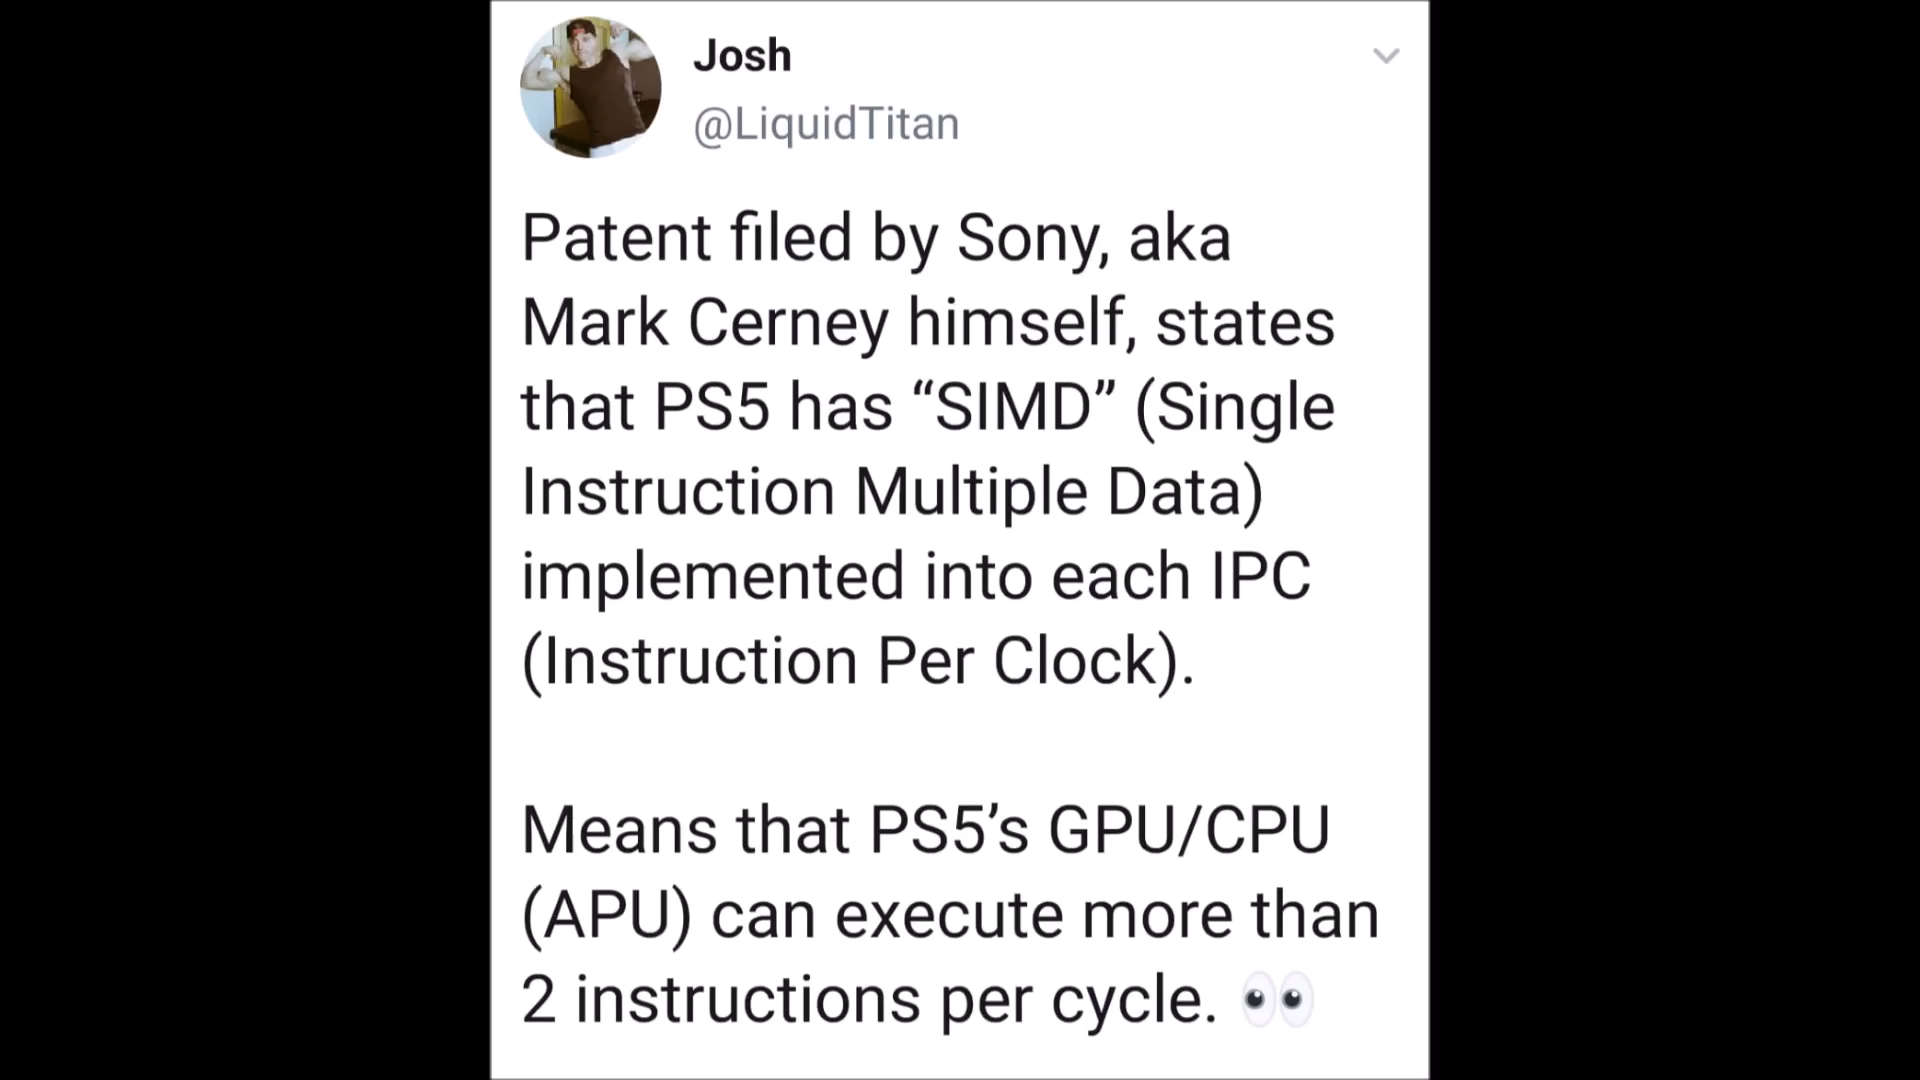 Josh
@LiquidTitan
Patent filed by Sony, aka
Mark Cerney himself, states
that PS5 has “SIMD” (Single
Instruction Multiple Data)
implemented into each IPC
(Instruction Per Clock).
Means that PS5’s GPU/CPU
(APU) can execute more than
2 instructions per cycle. 👀